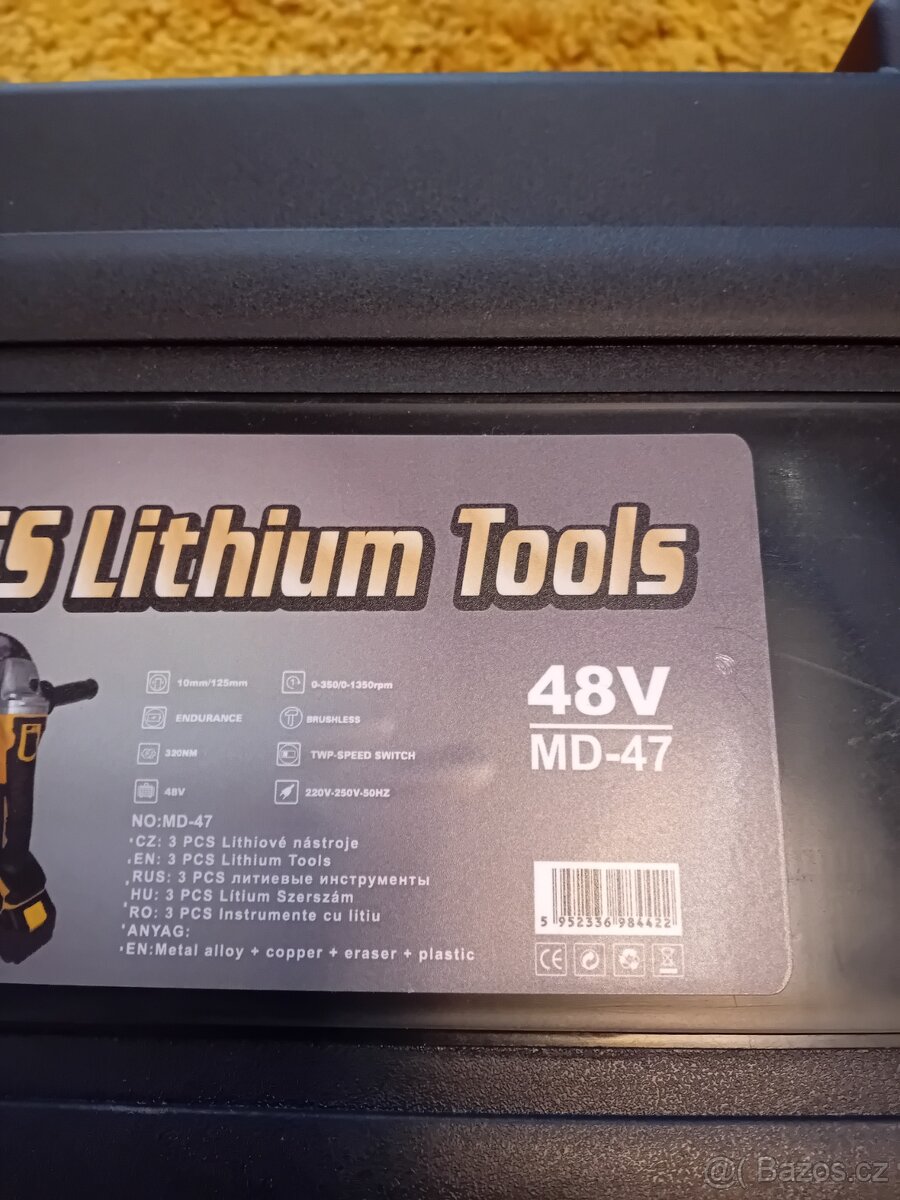 CS Lithium Tools
10mm/125mm
0-350/0-1350rpm
ENDURANCE
BRUSHLESS
320NM
TWP-SPEED SWITCH
48V
220V-250V-50HZ
48V
MD-47
NO:MD-47
CZ: 3 PCS Lithiové nástroje
EN: 3 PCS Lithium Tools
RUS: 3 PCS литиевые инструменты
HU: 3 PCS Lítium Szerszám
RO: 3 PCS Instrumente cu litiu
ANYAG:
EN:Metal alloy + copper + eraser + plastic
5 952336 984422
CE
@( Bazoš.cz